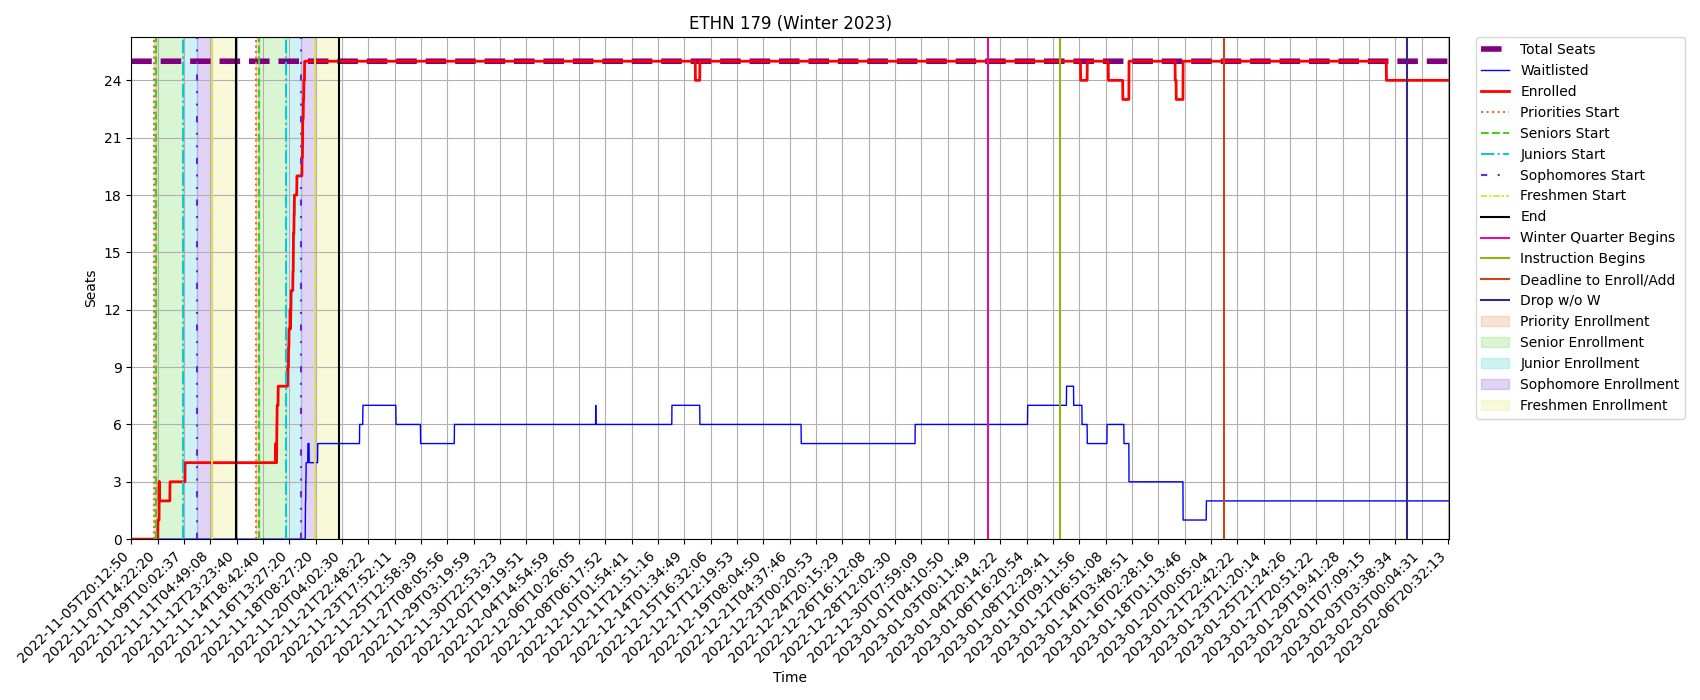 ETHN 179 (Winter 2023)
Seats
24
21
18
15
12
9
6
3
0
2022-11-05T20:12:50
2022-11-07T14:22:20
2022-11-09T10:02:37
2022-11-11T04:49:08
2022-11-12T23:23:40
2022-11-14T18:42:40
2022-11-16T13:27:20
2022-11-18T08:27:20
2022-11-20T04:02:30
2022-11-21T22:48:22
2022-11-23T17:52:11
2022-11-25T12:58:39
2022-11-27T08:05:56
2022-11-29T03:19:59
2022-11-30T22:53:23
2022-12-02T19:19:51
2022-12-04T14:54:59
2022-12-06T10:26:05
2022-12-08T06:17:52
2022-12-10T01:54:41
2022-12-11T21:51:16
2022-12-14T01:34:49
2022-12-15T16:32:06
2022-12-17T12:19:53
2022-12-19T08:04:50
2022-12-21T04:37:46
2022-12-23T00:20:53
2022-12-24T20:15:29
2022-12-26T16:12:08
2022-12-28T12:02:30
2022-12-30T07:59:09
2023-01-01T04:10:50
2023-01-03T00:11:49
2023-01-04T20:14:22
2023-01-06T16:20:54
2023-01-08T12:29:41
2023-01-10T09:11:56
2023-01-12T06:51:08
2023-01-14T03:48:51
2023-01-16T02:28:16
2023-01-18T01:13:46
2023-01-20T00:05:04
2023-01-21T22:42:22
2023-01-23T21:20:14
2023-01-25T21:24:26
2023-01-27T20:51:22
2023-01-29T19:41:28
2023-02-01T07:09:15
2023-02-03T03:38:34
2023-02-05T00:04:31
2023-02-06T20:32:13
Time
Total Seats
Waitlisted
Enrolled
Priorities Start
Seniors Start
Juniors Start
Sophomores Start
Freshmen Start
End
Winter Quarter Begins
Instruction Begins
Deadline to Enroll/Add
Drop w/o W
Priority Enrollment
Senior Enrollment
Junior Enrollment
Sophomore Enrollment
Freshmen Enrollment